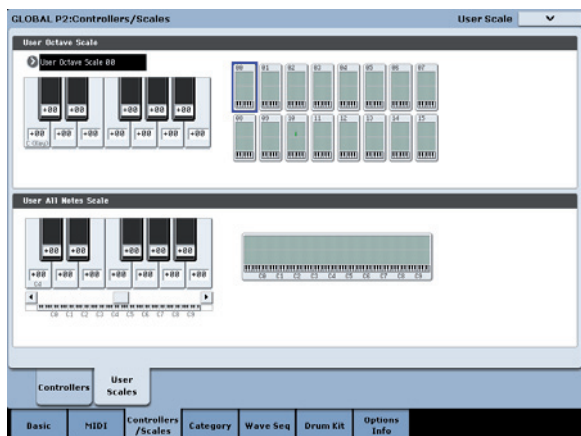 GLOBAL P2:Controllers/Scales
User Scale
User Octave Scale
User Octave Scale 00
00 01 02 03 04 05 06 07
+00 +00 +00 +00 +00
+00 +00 +00 +00 +00 +00 +00
C (Key)
08 09 10 11 12 13 14 15
User All Notes Scale
+00 +00 +00 +00 +00
+00 +00 +00 +00 +00 +00 +00
C4
C0 C1 C2 C3 C4 C5 C6 C7 C8 C9
C0 C1 C2 C3 C4 C5 C6 C7 C8 C9
Controllers
User
Scales
Basic
MIDI
Controllers
/Scales
Category
Wave Seq
Drum Kit
Options
Info